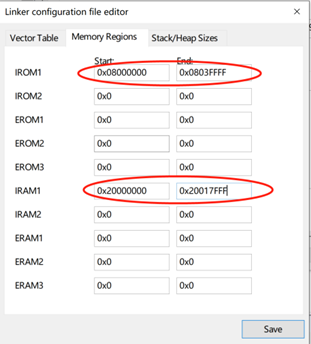 Linker configuration file editor
Vector Table Memory Regions Stack/Heap Sizes
Start: End:
IROM1 0x08000000 0x0803FFFF
IROM2 0x0 0x0
EROM1 0x0 0x0
EROM2 0x0 0x0
EROM3 0x0 0x0
IRAM1 0x20000000 0x20017FFF
IRAM2 0x0 0x0
ERAM1 0x0 0x0
ERAM2 0x0 0x0
ERAM3 0x0 0x0
Save